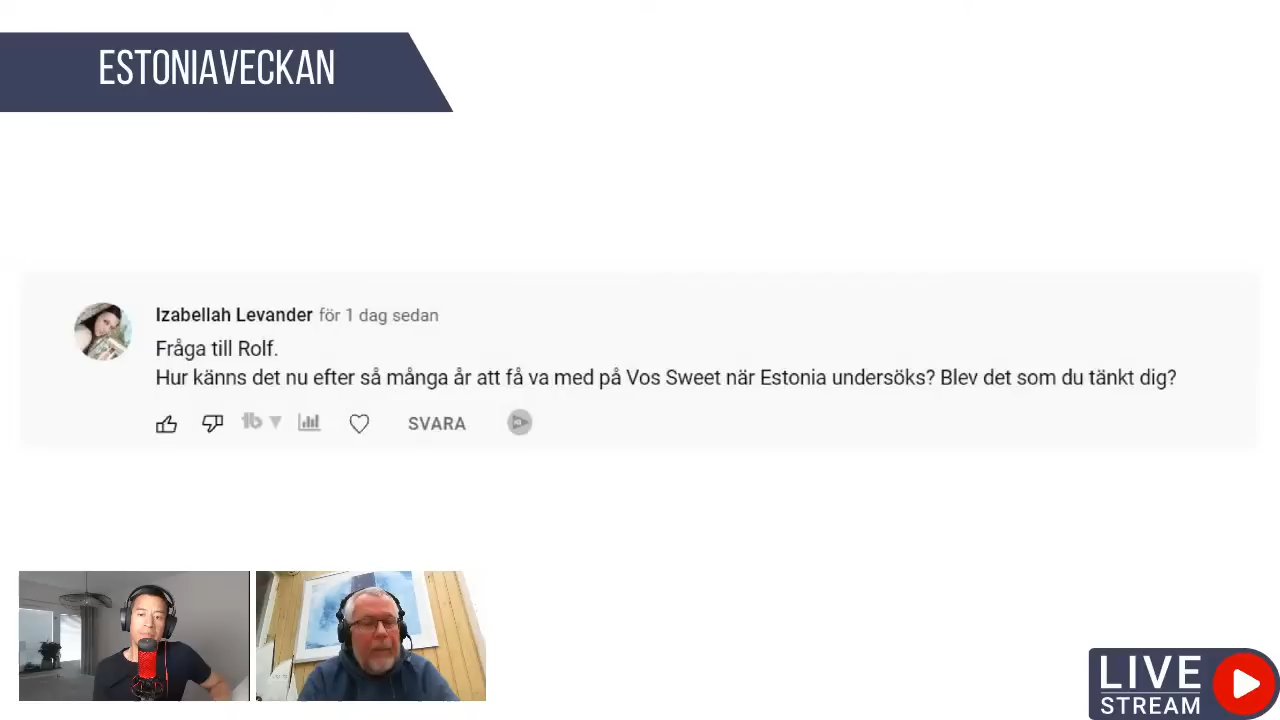 ESTONIAVECKAN
Izabellah Levander för 1 dag sedan
Fråga till Rolf.
Hur känns det nu efter så många år att få va med på Vos Sweet när Estonia undersöks? Blev det som du tänkt dig?
SVARA
LIVE
STREAM